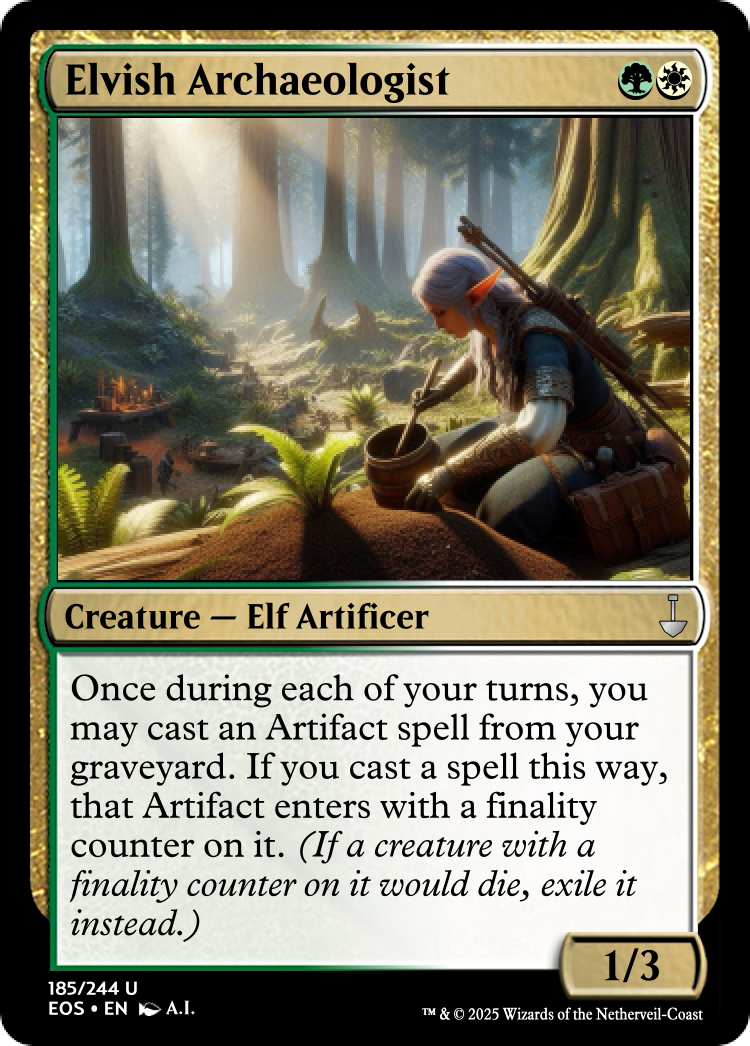 Elvish Archaeologist
Creature — Elf Artificer
Once during each of your turns, you
may cast an Artifact spell from your
graveyard. If you cast a spell this way,
that Artifact enters with a finality
counter on it. (If a creature with a
finality counter on it would die, exile it
instead.)
1/3
185/244 U
EOS • EN A.I.
™ & © 2025 Wizards of the Netherveil-Coast